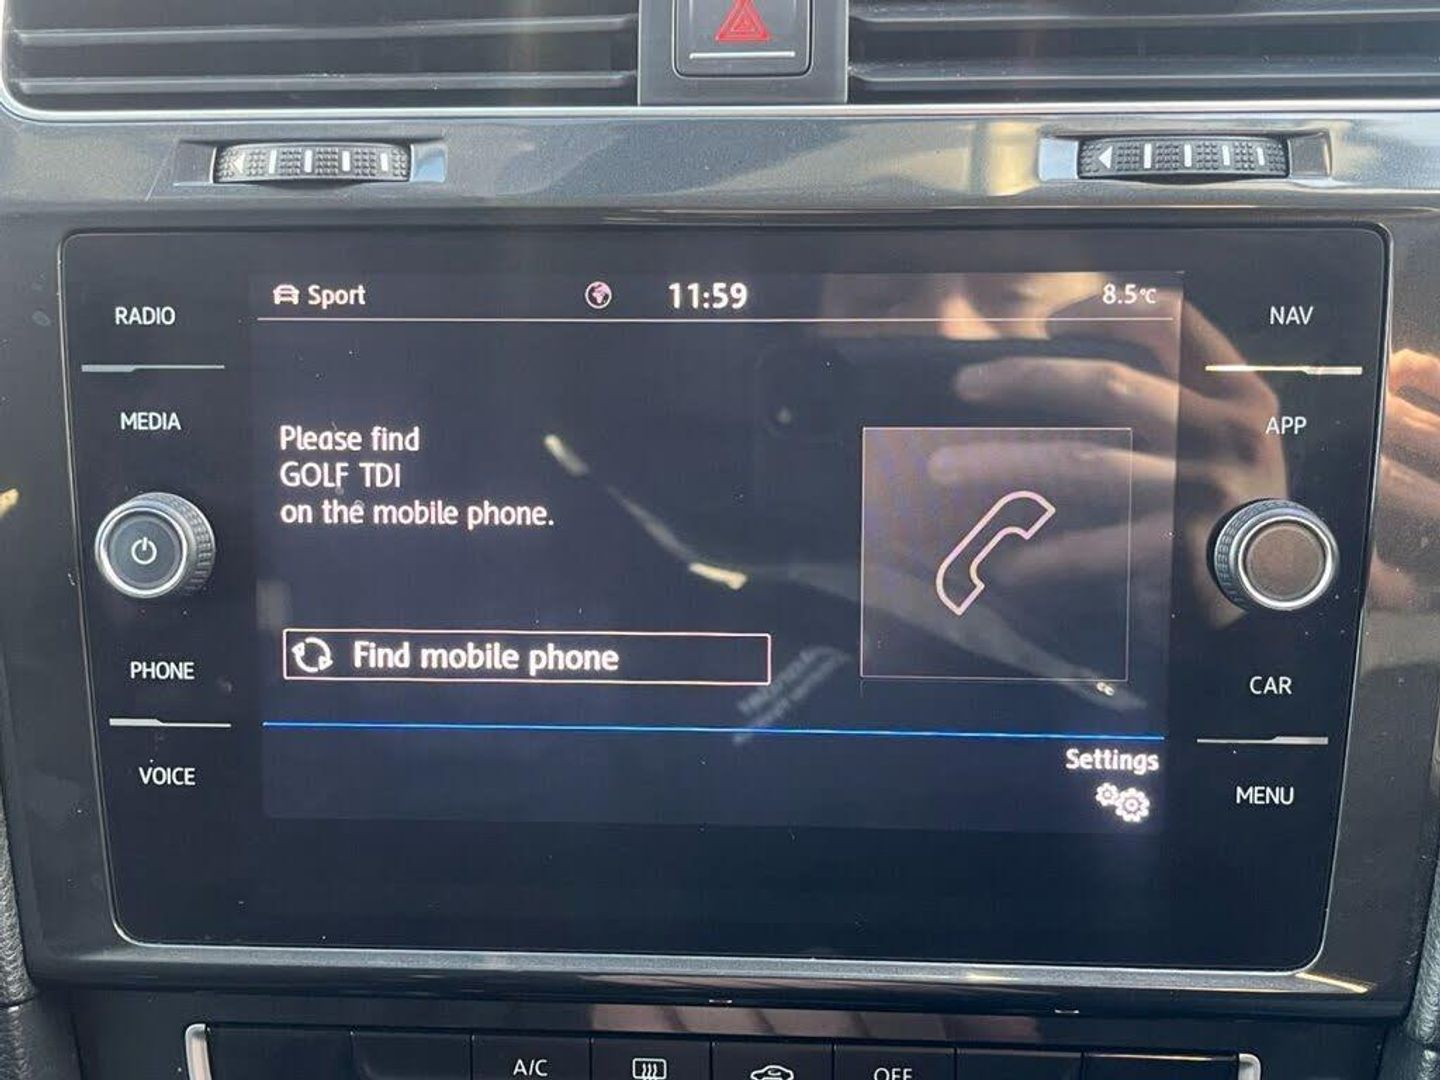 Sport 11:59 8.5°C
RADIO
MEDIA
PHONE
VOICE
Please find
GOLF TDI
on the mobile phone.
Find mobile phone
Settings
NAV
APP
CAR
MENU
A/C
OFF